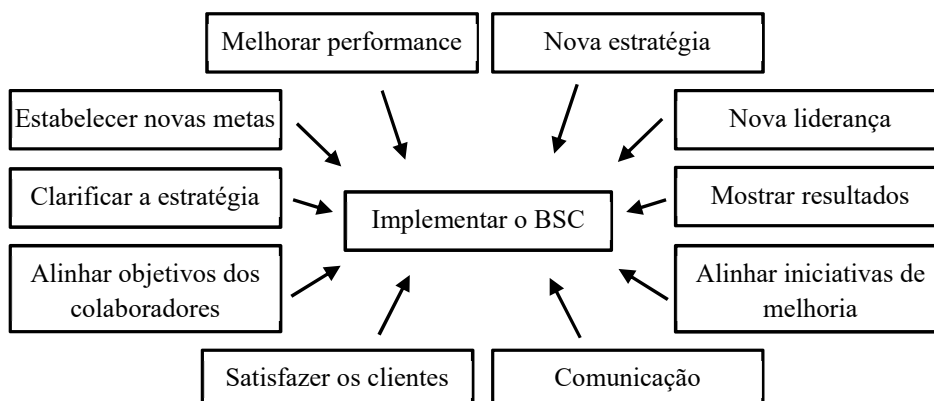 Melhorar performance
Nova estratégia
Estabelecer novas metas
Nova liderança
Clarificar a estratégia
Mostrar resultados
Implementar o BSC
Alinhar objetivos dos
colaboradores
Alinhar iniciativas de
melhoria
Satisfazer os clientes
Comunicação